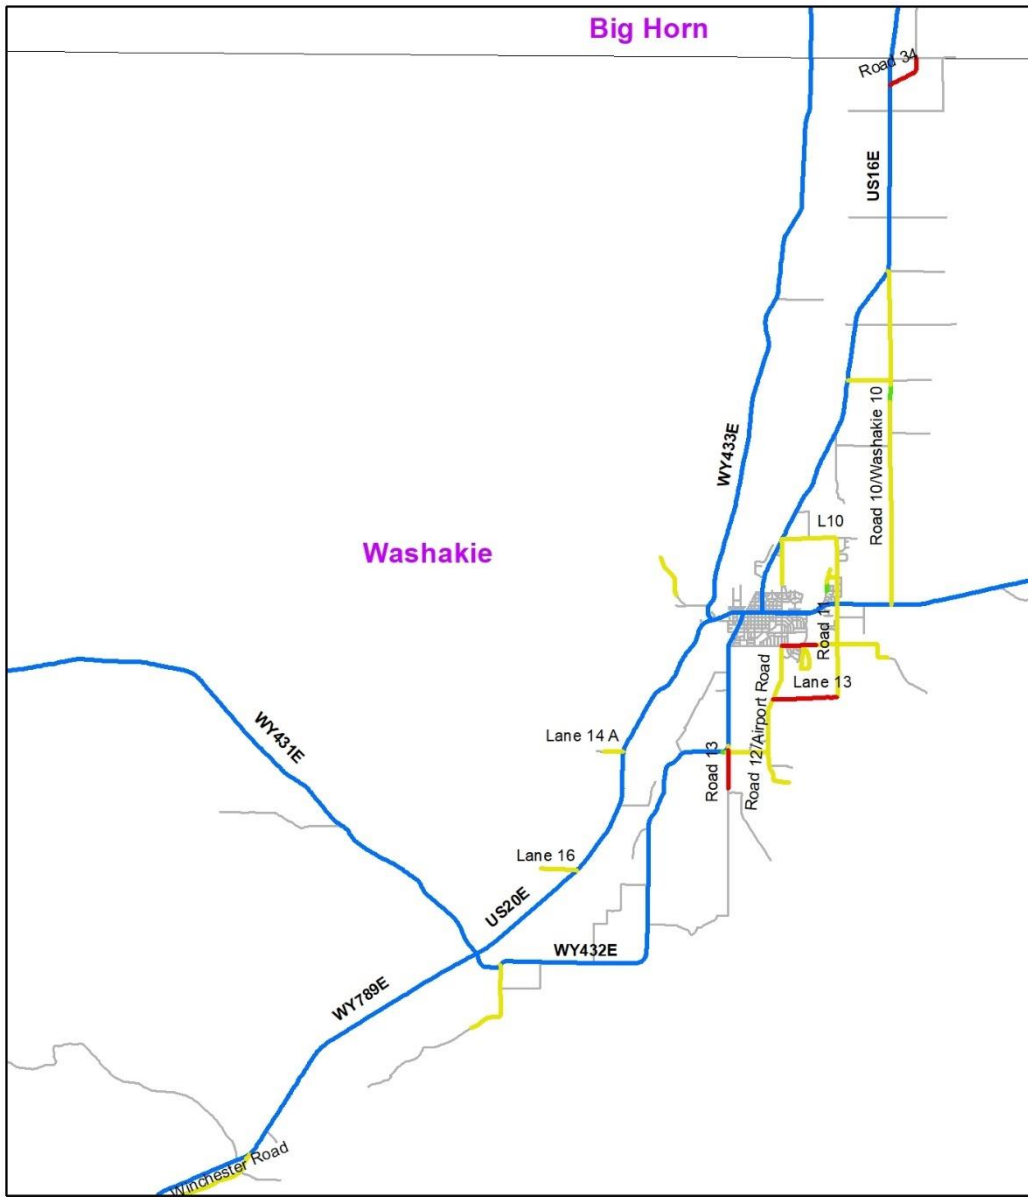 Big Horn
Road 34
US16E
Road 10/Washakie 10
WY433E
L10
Washakie
Road 11
Lane 13
Road 127/Airport Road
Road 13
Lane 14 A
WY431E
Lane 16
US20E
WY432E
WY789E
Winchester Road